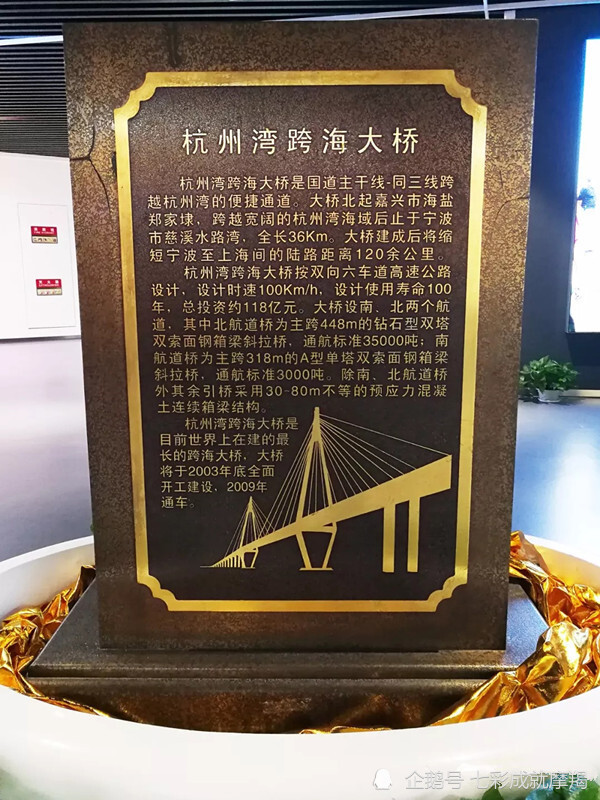 杭州湾跨海大桥
杭州湾跨海大桥是国道主干线-同三线跨
越杭州湾的便捷通道。大桥北起嘉兴市海盐
郑家埭，跨越宽阔的杭州湾海域后止于宁波
市慈溪水路湾，全长36Km。大桥建成后将缩
短宁波至上海间的陆路距离120余公里。
杭州湾跨海大桥按双向六车道高速公路
设计，设计时速100Km/h，设计使用寿命100
年，总投资约118亿元。大桥设南、北两个航
道，其中北航道桥为主跨448m的钻石型双塔
双索面钢箱梁斜拉桥，通航标准35000吨；南
航道桥为主跨318m的A型单塔双索面钢箱梁
斜拉桥，通航标准3000吨。除南、北航道桥
外其余引桥采用30-80m不等的预应力混凝
土连续箱梁结构。
杭州湾跨海大桥是
目前世界上在建的最
长的跨海大桥，大桥
将于2003年底全面
开工建设，2009年
通车。
企鹅号 七彩成就摩羯